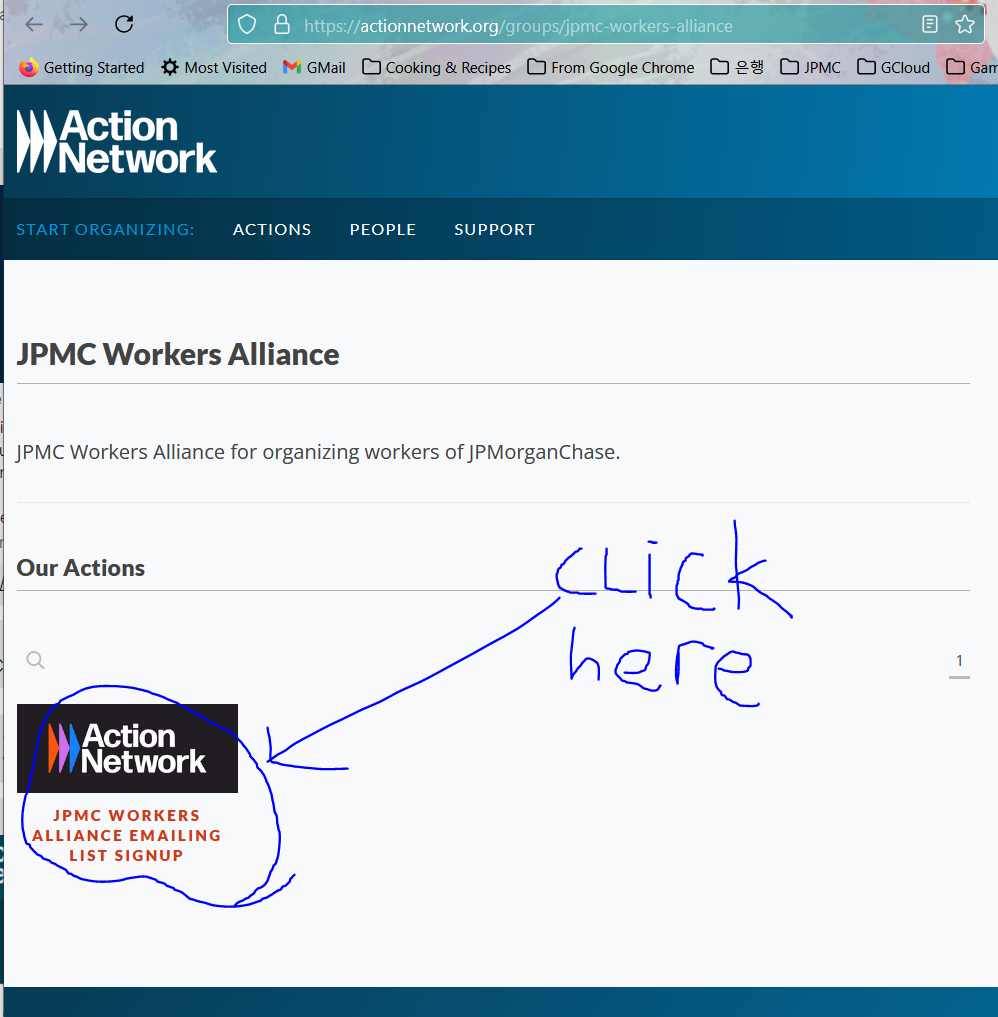 https://actionnetwork.org/groups/jpmc-workers-alliance
Getting Started Most Visited GMail Cooking & Recipes From Google Chrome 은행 JPMC GCloud Gam
Action
Network
START ORGANIZING: ACTIONS PEOPLE SUPPORT
JPMC Workers Alliance
JPMC Workers Alliance for organizing workers of JPMorganChase.
Our Actions
click
here
1
Action
Network
JPMC WORKERS
ALLIANCE EMAILING
LIST SIGNUP